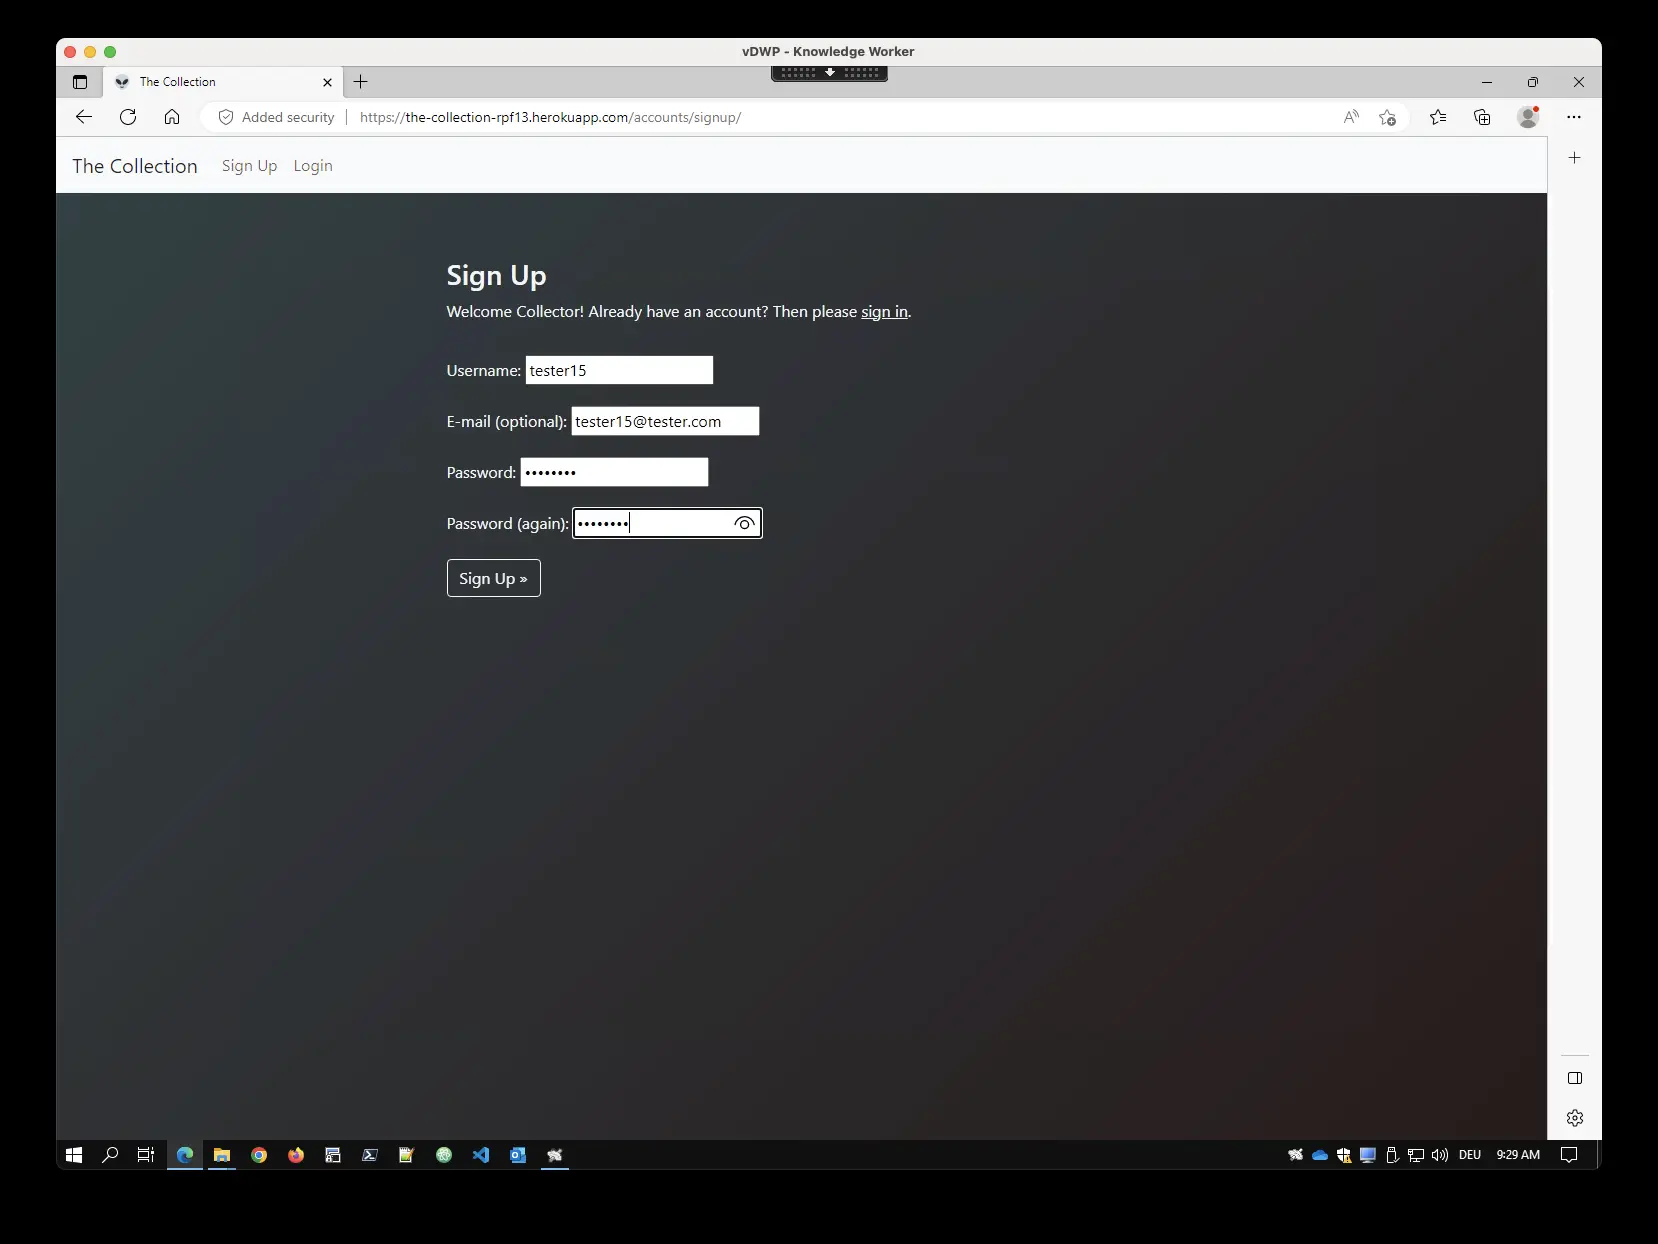 vDWP - Knowledge Worker
The Collection
Added security
https://the-collection-rpf13.herokuapp.com/accounts/signup/
The Collection Sign Up Login
Sign Up
Welcome Collector! Already have an account? Then please sign in.
Username: tester15
E-mail (optional): tester15@tester.com
Password: ••••••••
Password (again): ••••••••
Sign Up »
DEU 9:29 AM